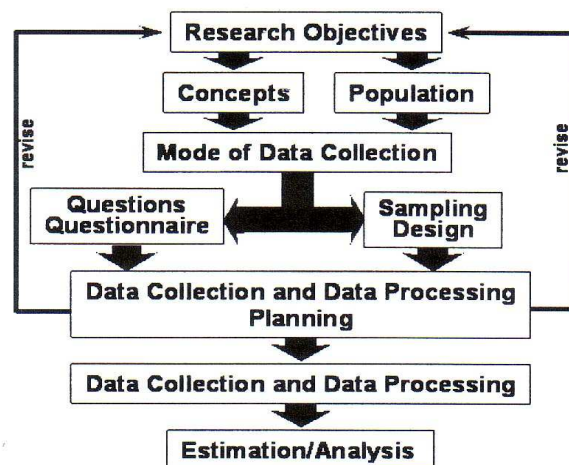 Research Objectives
Concepts
Population
Mode of Data Collection
Questions
Questionnaire
Sampling
Design
Data Collection and Data Processing
Planning
Data Collection and Data Processing
Estimation/Analysis
revise
revise